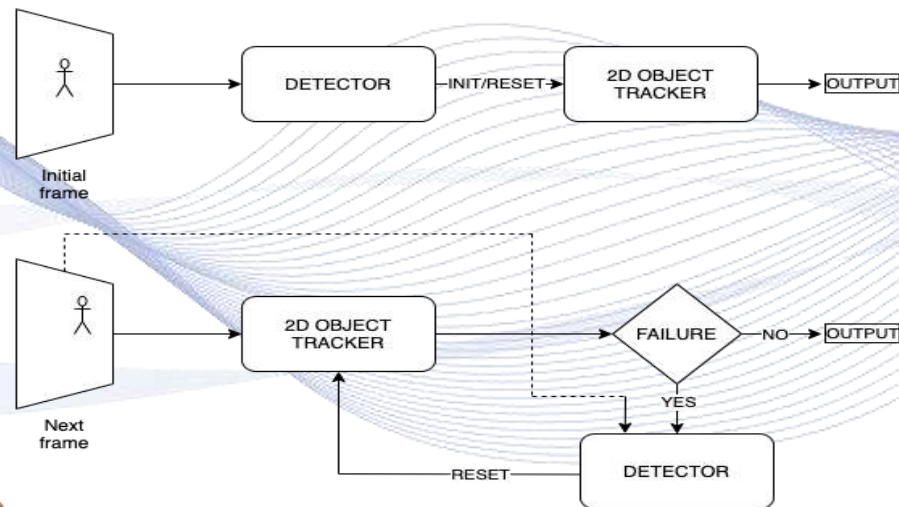 DETECTOR
INIT/RESET
2D OBJECT
TRACKER
OUTPUT
Initial
frame
2D OBJECT
TRACKER
FAILURE
NO
OUTPUT
YES
Next
frame
RESET
DETECTOR